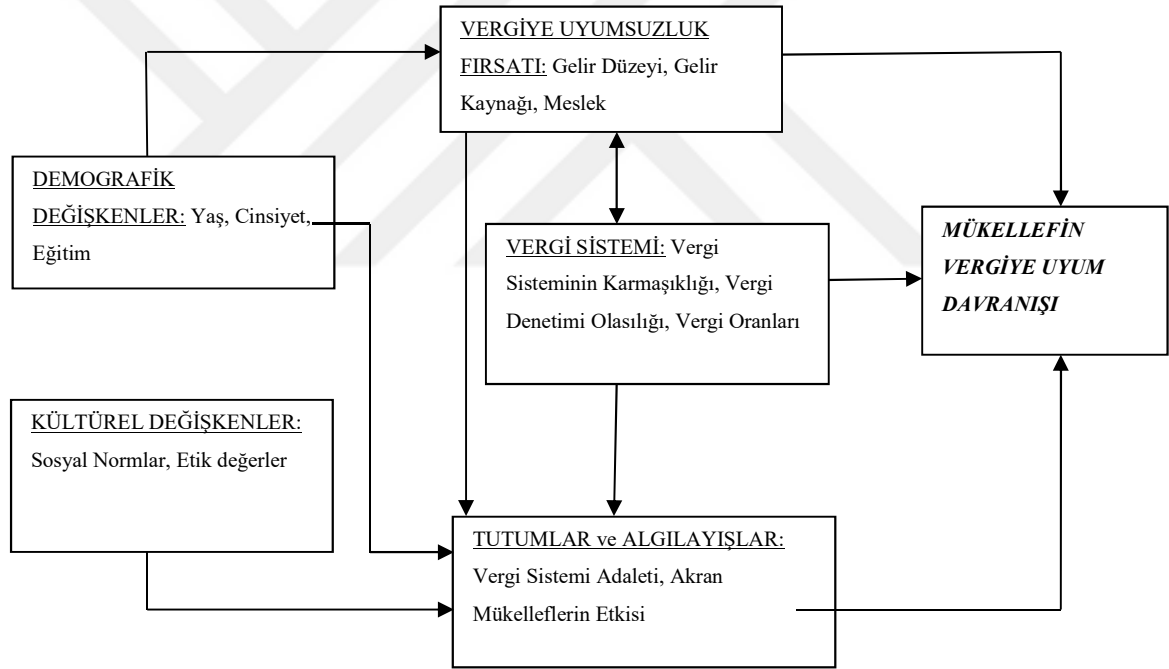 VERGİYE UYUMSUZLUK
FIRSATI: Gelir Düzeyi, Gelir
Kaynağı, Meslek
DEMOGRAFİK
DEĞİŞKENLER: Yaş, Cinsiyet,
Eğitim
VERGİ SİSTEMİ: Vergi
Sisteminin Karmaşıklığı, Vergi
Denetimi Olasılığı, Vergi Oranları
MÜKELLEFİN
VERGİYE UYUM
DAVRANIŞI
KÜLTÜREL DEĞİŞKENLER:
Sosyal Normlar, Etik değerler
TUTUMLAR ve ALGILAYIŞLAR:
Vergi Sistemi Adaleti, Akran
Mükelleflerin Etkisi